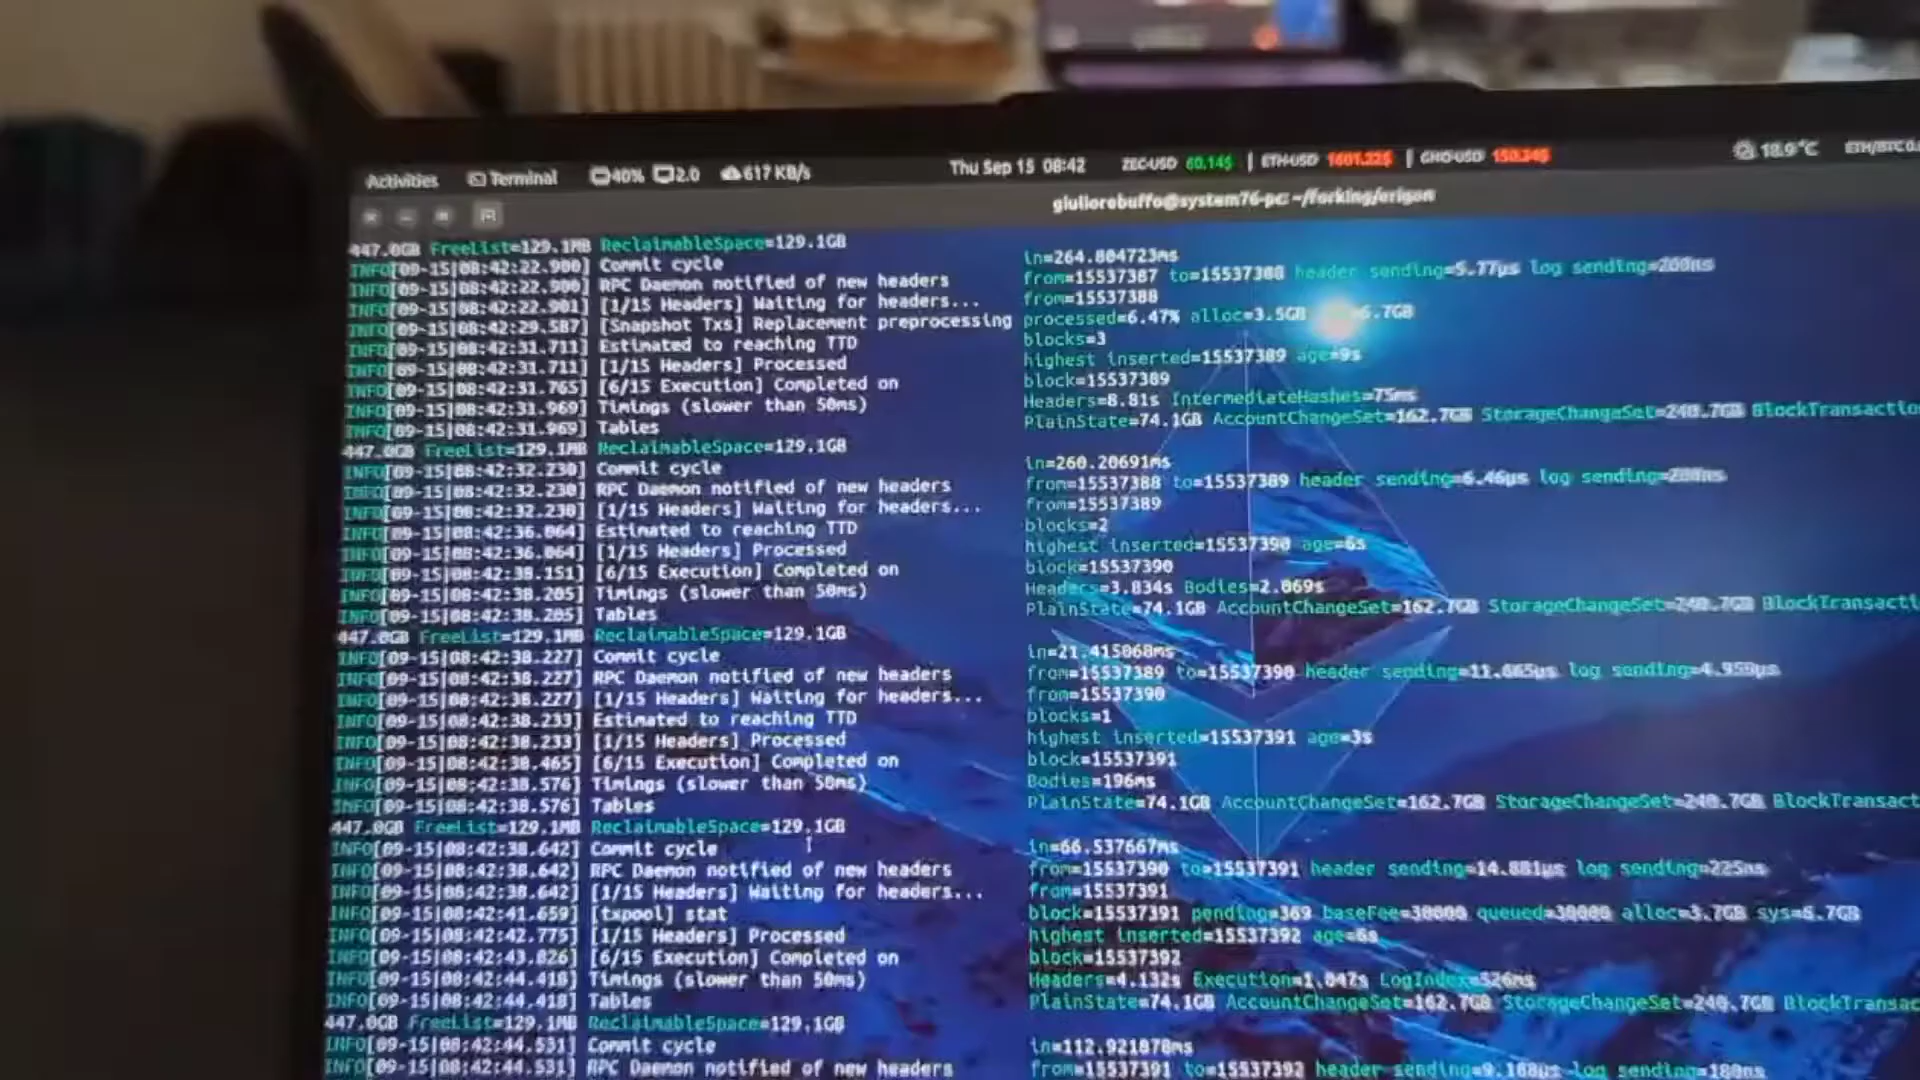 Activities Terminal 40% 2.0 617 KB/s Thu Sep 15 08:42 ZEC-USD 60.14$ | ETH-USD 1601.22$ | GNO-USD 150.34$ 18.9°C ETH/BTC
giuliorebuffo@system76-pc: ~/forking/erigon
447.0GB FreeList=129.1MB ReclaimableSpace=129.1GB
INFO[09-15|08:42:22.900] Commit cycle in=264.804723ms
INFO[09-15|08:42:22.900] RPC Daemon notified of new headers from=15537387 to=15537388 header sending=5.77µs log sending=200ns
INFO[09-15|08:42:22.901] [1/15 Headers] Waiting for headers... from=15537388
INFO[09-15|08:42:29.587] [Snapshot Txs] Replacement preprocessing processed=6.47% alloc=3.5GB 6.7GB
INFO[09-15|08:42:31.711] Estimated to reaching TTD blocks=3
INFO[09-15|08:42:31.711] [1/15 Headers] Processed highest inserted=15537389 age=9s
INFO[09-15|08:42:31.765] [6/15 Execution] Completed on block=15537389
INFO[09-15|08:42:31.969] Timings (slower than 50ms) Headers=8.81s IntermediateHashes=75ms
INFO[09-15|08:42:31.969] Tables PlainState=74.1GB AccountChangeSet=162.7GB StorageChangeSet=240.7GB BlockTransactio
447.0GB FreeList=129.1MB ReclaimableSpace=129.1GB
INFO[09-15|08:42:32.230] Commit cycle in=260.20691ms
INFO[09-15|08:42:32.230] RPC Daemon notified of new headers from=15537388 to=15537389 header sending=6.46µs log sending=200ns
INFO[09-15|08:42:32.230] [1/15 Headers] Waiting for headers... from=15537389
INFO[09-15|08:42:36.064] Estimated to reaching TTD blocks=2
INFO[09-15|08:42:36.064] [1/15 Headers] Processed highest inserted=15537390 age=6s
INFO[09-15|08:42:38.151] [6/15 Execution] Completed on block=15537390
INFO[09-15|08:42:38.205] Timings (slower than 50ms) Headers=3.834s Bodies=2.069s
INFO[09-15|08:42:38.205] Tables PlainState=74.1GB AccountChangeSet=162.7GB StorageChangeSet=240.7GB BlockTransacti
447.0GB FreeList=129.1MB ReclaimableSpace=129.1GB
INFO[09-15|08:42:38.227] Commit cycle in=21.415068ms
INFO[09-15|08:42:38.227] RPC Daemon notified of new headers from=15537389 to=15537390 header sending=11.665µs log sending=4.958µs
INFO[09-15|08:42:38.227] [1/15 Headers] Waiting for headers... from=15537390
INFO[09-15|08:42:38.233] Estimated to reaching TTD blocks=1
INFO[09-15|08:42:38.233] [1/15 Headers] Processed highest inserted=15537391 age=3s
INFO[09-15|08:42:38.465] [6/15 Execution] Completed on block=15537391
INFO[09-15|08:42:38.576] Timings (slower than 50ms) Bodies=196ms
INFO[09-15|08:42:38.576] Tables PlainState=74.1GB AccountChangeSet=162.7GB StorageChangeSet=240.7GB BlockTransact
447.0GB FreeList=129.1MB ReclaimableSpace=129.1GB
INFO[09-15|08:42:38.642] Commit cycle in=66.537667ms
INFO[09-15|08:42:38.642] RPC Daemon notified of new headers from=15537390 to=15537391 header sending=14.881µs log sending=225ns
INFO[09-15|08:42:38.642] [1/15 Headers] Waiting for headers... from=15537391
INFO[09-15|08:42:41.659] [txpool] stat block=15537391 pending=369 baseFee=30000 queued=30000 alloc=3.7GB sys=6.7GB
INFO[09-15|08:42:42.775] [1/15 Headers] Processed highest inserted=15537392 age=6s
INFO[09-15|08:42:43.826] [6/15 Execution] Completed on block=15537392
INFO[09-15|08:42:44.418] Timings (slower than 50ms) Headers=4.132s Execution=1.047s LogIndex=526ms
INFO[09-15|08:42:44.418] Tables PlainState=74.1GB AccountChangeSet=162.7GB StorageChangeSet=240.7GB BlockTransac
447.0GB FreeList=129.1MB ReclaimableSpace=129.1GB
INFO[09-15|08:42:44.531] Commit cycle in=112.921878ms
INFO[09-15|08:42:44.531] RPC Daemon notified of new headers from=15537391 to=15537392 header sending=9.168µs log sending=180ns